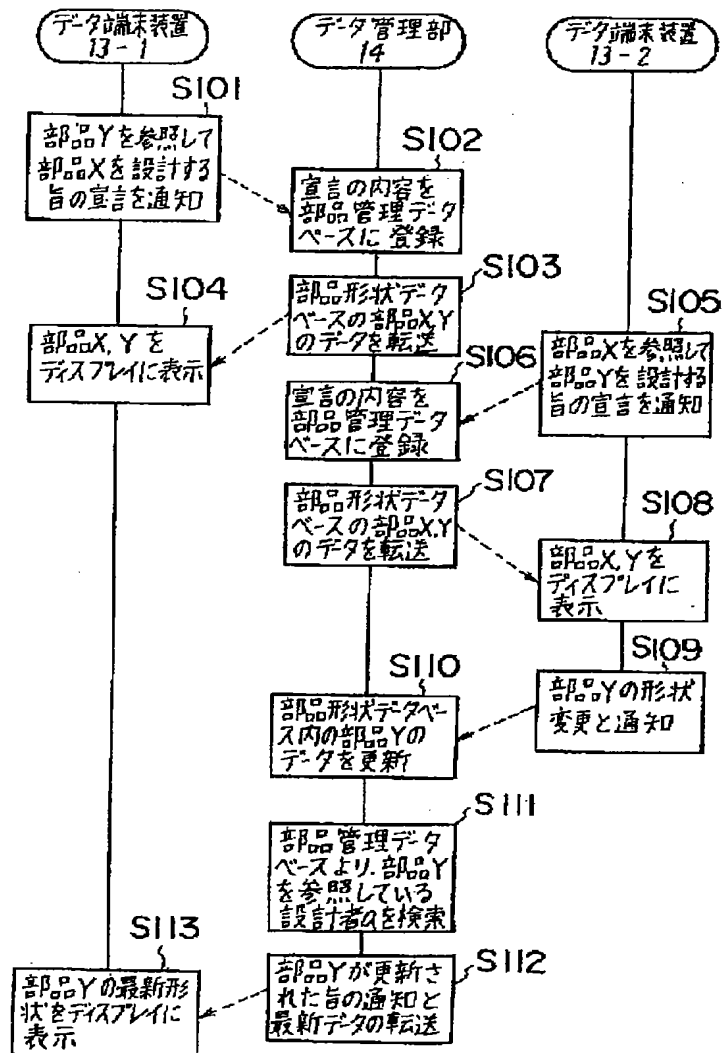 データ端末装置
13-1
データ管理部
14
データ端末装置
13-2
S101
部品Yを参照して
部品Xを設計する
旨の宣言を通知
S102
宣言の内容を
部品管理デー
タベースに登録
S103
部品形状データ
ベースの部品X,Y
のデータを転送
S104
部品X,Yを
ディスプレイに表示
S105
部品Xを参照して
部品Yを設計する
旨の宣言を通知
S106
宣言の内容を
部品管理データ
ベースに登録
S107
部品形状データ
ベースの部品X,Y
のデータを転送
S108
部品X,Yを
ディスプレイに
表示
S109
部品Yの形状
変更と通知
S110
部品形状データベー
ス内の部品Yの
データを更新
S111
部品管理データ
ベースより、部品Y
を参照している
設計者aを検索
S112
部品Yが更新さ
れた旨の通知と
最新データの転送
S113
部品Yの最新形
状をディスプレイに
表示